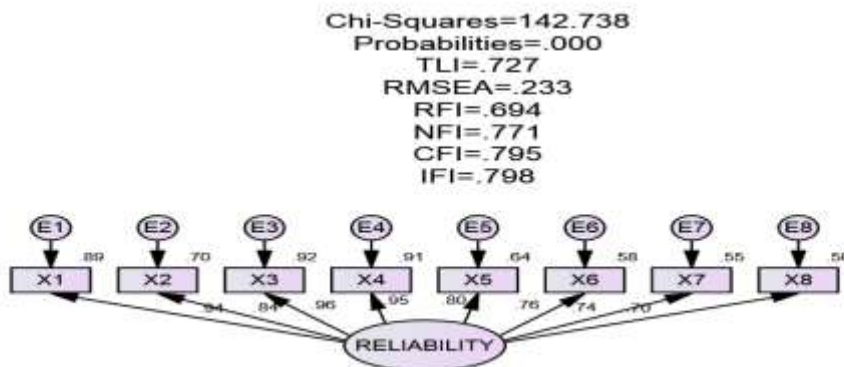 Chi-Squares=142.738
Probabilities=.000
TLI=.727
RMSEA=.233
RFI=.694
NFI=.771
CFI=.795
IFI=.798
E1 E2 E3 E4 E5 E6 E7 E8
.89 .70 .92 .91 .64 .58 .55
X1 X2 X3 X4 X5 X6 X7 X8
.94 .84 .96 .95 .80 .76 .74 .70
RELIABILITY